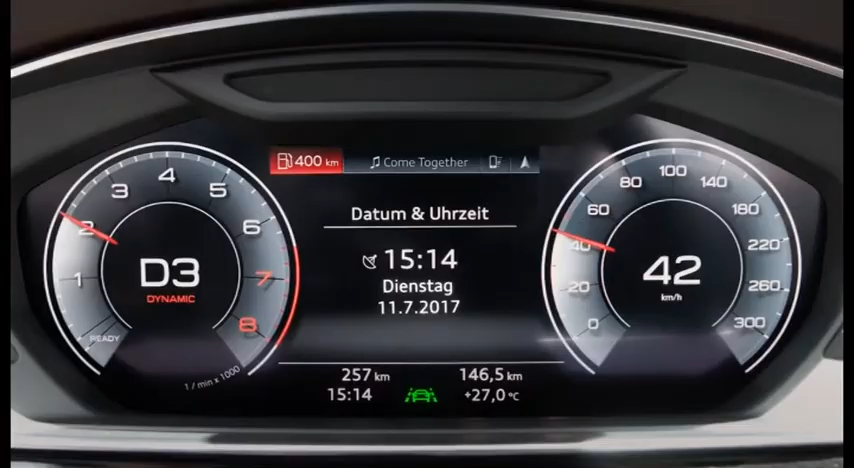 400 km
Come Together
Datum & Uhrzeit
15:14
Dienstag
11.7.2017
257 km
146,5 km
15:14
+27,0 °C
READY
1
2
3
4
5
6
7
8
D3
DYNAMIC
1 / min x 1000
0
20
40
60
80
100
140
180
220
260
300
42
km/h